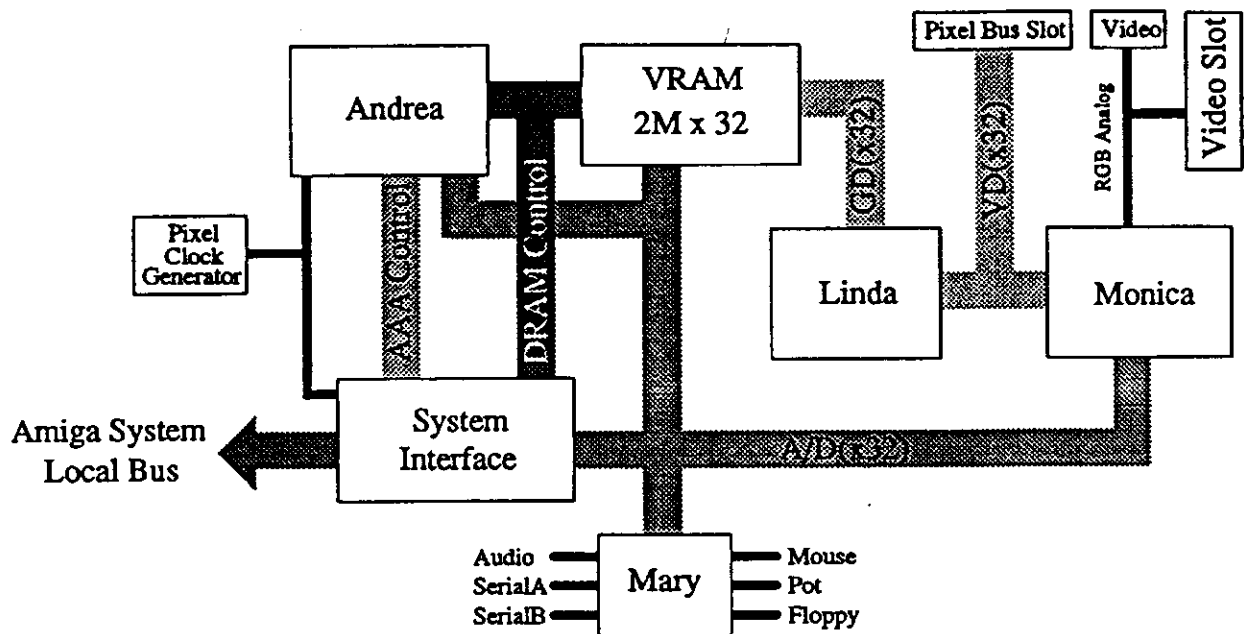 Pixel Bus Slot
Video
Video Slot
Andrea
VRAM
2M x 32
GD(x32)
VD(x32)
RGB Analog
Pixel
Clock
Generator
AAA Control
DRAM Control
Linda
Monica
Amiga System
Local Bus
System
Interface
A/D(x32)
Audio
SerialA
SerialB
Mary
Mouse
Pot
Floppy